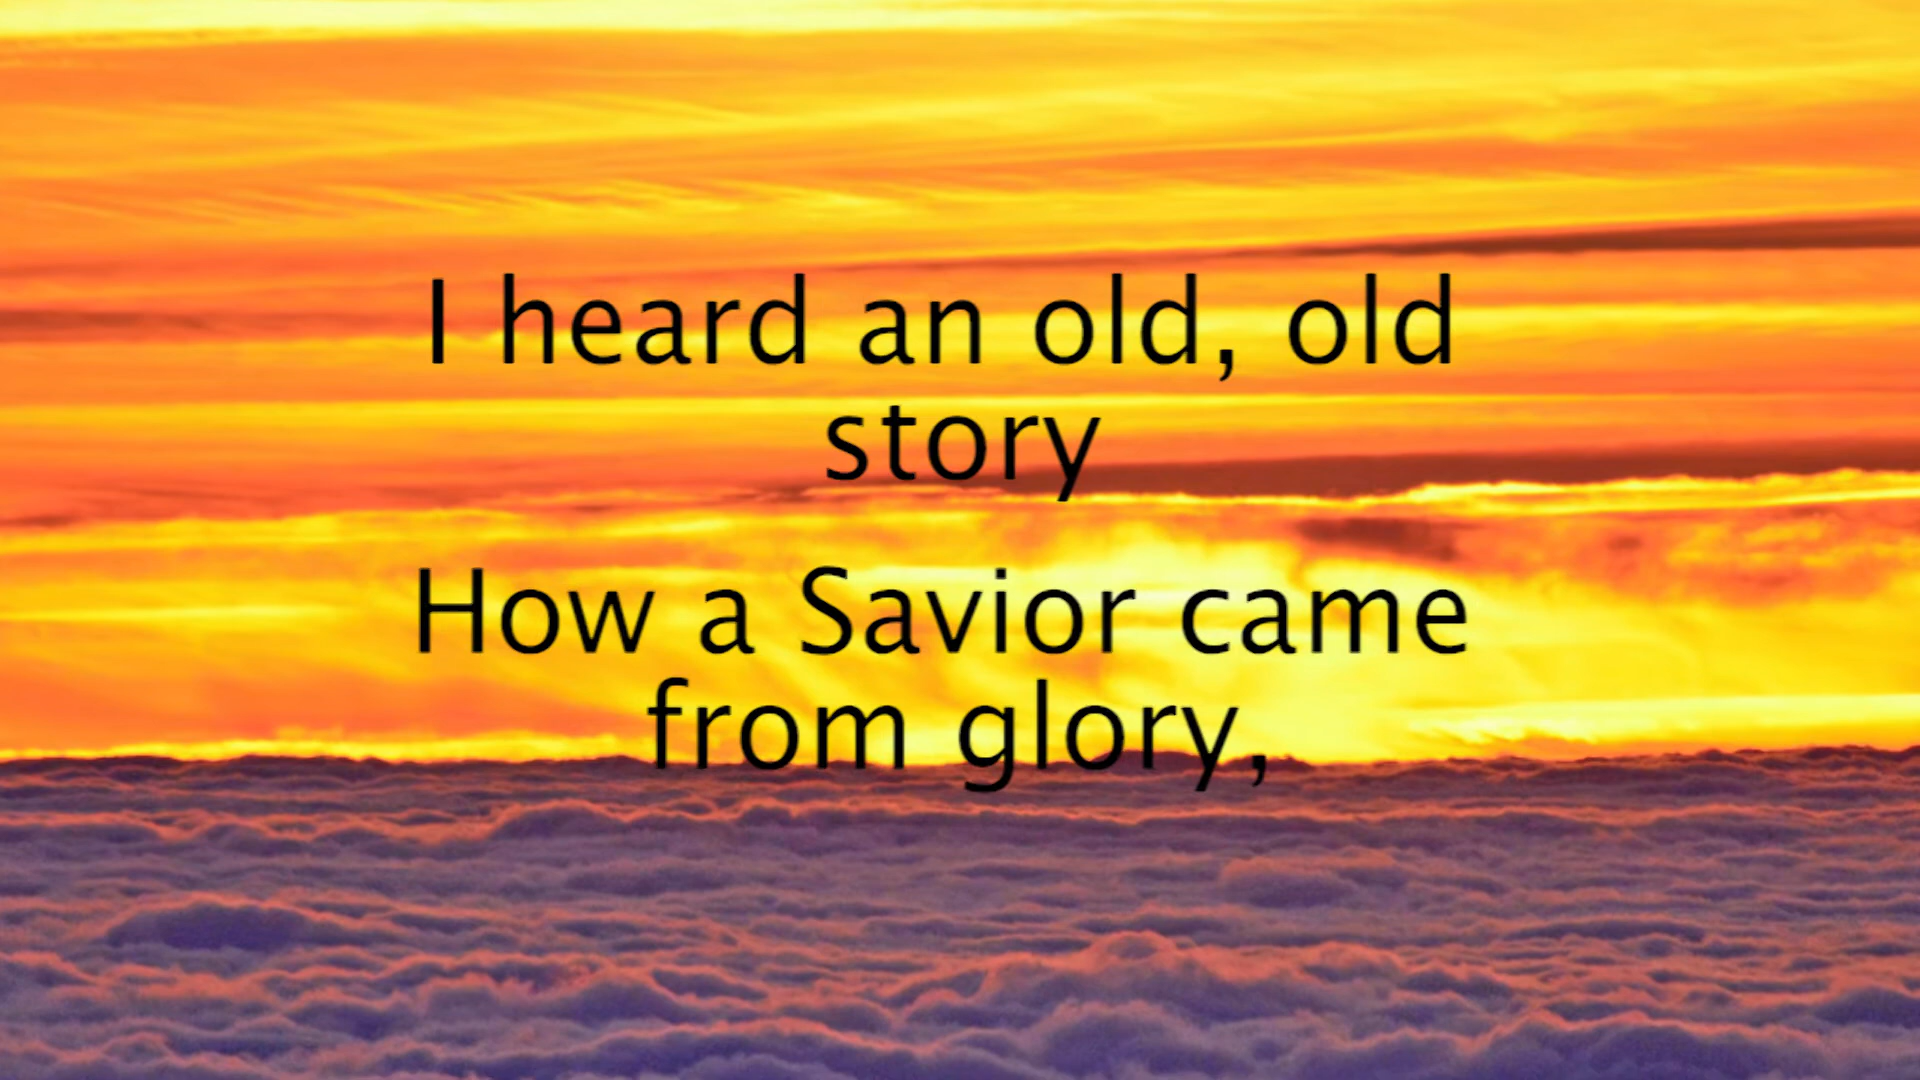 I heard an old, old
story
How a Savior came
from glory,